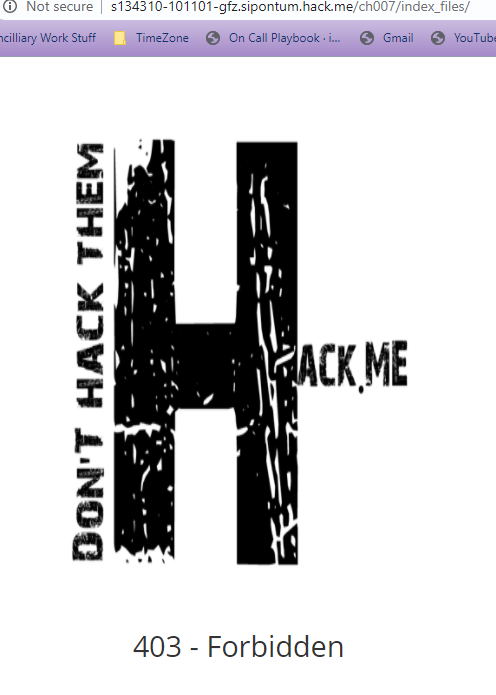 Not secure | s134310-101101-gfz.sipontum.hack.me/ch007/index_files/
ncilliary Work Stuff TimeZone On Call Playbook · i... Gmail YouTube
DON'T HACK THEM
HACK.ME
403 - Forbidden